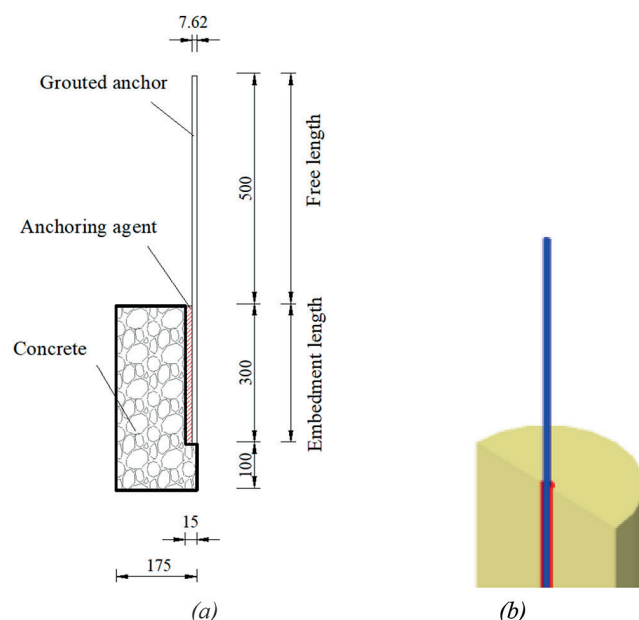 7.62
Grouted anchor
Free length
500
Anchoring agent
Concrete
Embedment length
300
100
15
175
(a)
(b)